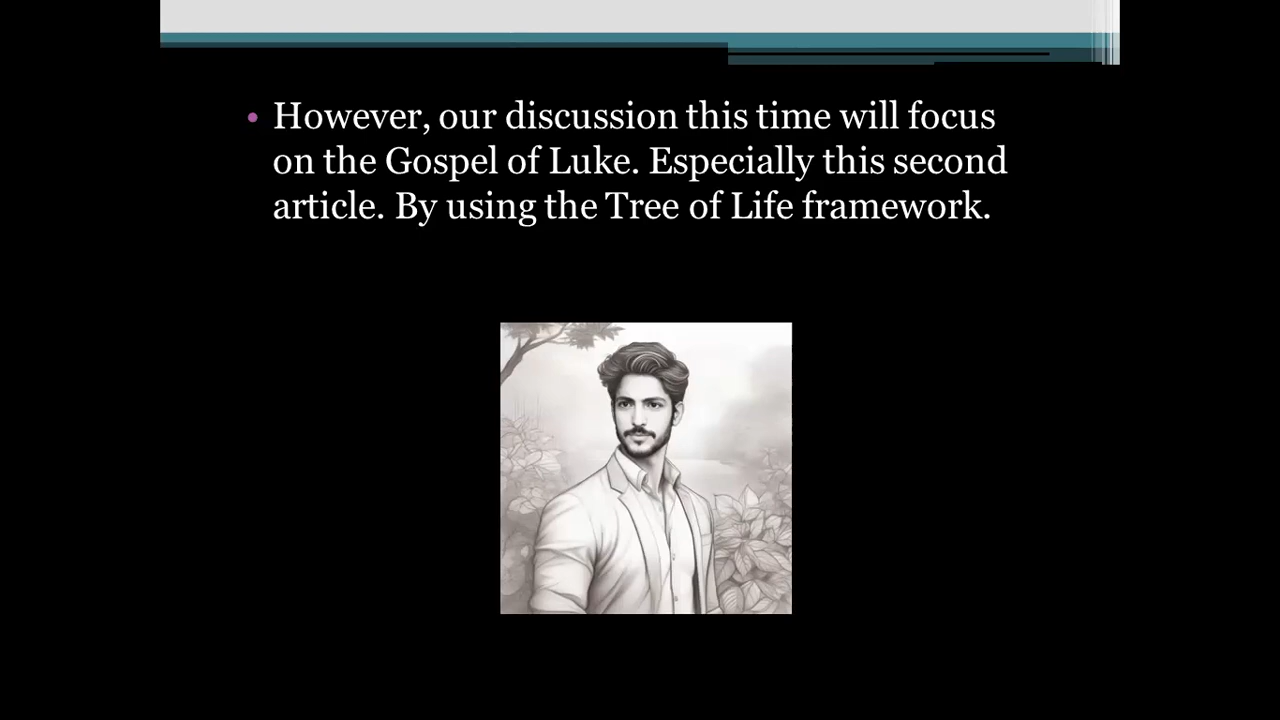 • However, our discussion this time will focus
on the Gospel of Luke. Especially this second
article. By using the Tree of Life framework.